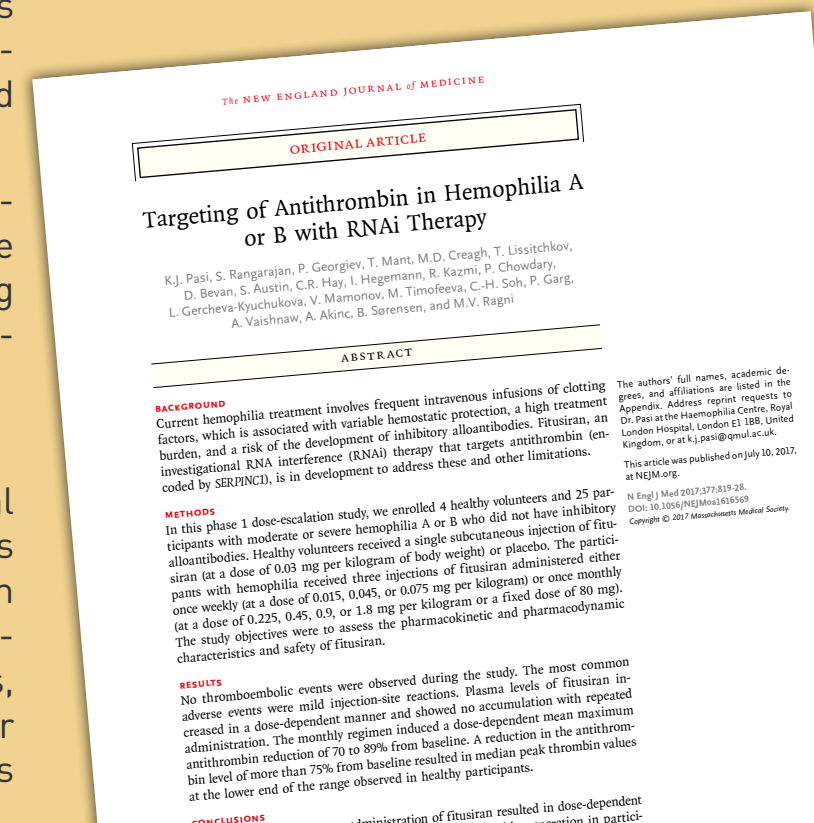 s
-
d
-
e
g
-
l
s
n
-
s,
r
s
The NEW ENGLAND JOURNAL of MEDICINE
ORIGINAL ARTICLE
Targeting of Antithrombin in Hemophilia A
or B with RNAi Therapy
K.J. Pasi, S. Rangarajan, P. Georgiev, T. Mant, M.D. Creagh, T. Lissitchkov,
D. Bevan, S. Austin, C.R. Hay, I. Hegemann, R. Kazmi, P. Chowdary,
L. Gercheva-Kyuchukova, V. Mamonov, M. Timofeeva, C.-H. Soh, P. Garg,
A. Vaishnaw, A. Akinc, B. Sørensen, and M.V. Ragni
ABSTRACT
BACKGROUND
Current hemophilia treatment involves frequent intravenous infusions of clotting
factors, which is associated with variable hemostatic protection, a high treatment
burden, and a risk of the development of inhibitory alloantibodies. Fitusiran, an
investigational RNA interference (RNAi) therapy that targets antithrombin (en-
coded by SERPINC1), is in development to address these and other limitations.
METHODS
In this phase 1 dose-escalation study, we enrolled 4 healthy volunteers and 25 par-
ticipants with moderate or severe hemophilia A or B who did not have inhibitory
alloantibodies. Healthy volunteers received a single subcutaneous injection of fitu-
siran (at a dose of 0.03 mg per kilogram of body weight) or placebo. The partici-
pants with hemophilia received three injections of fitusiran administered either
once weekly (at a dose of 0.015, 0.045, or 0.075 mg per kilogram) or once monthly
(at a dose of 0.225, 0.45, 0.9, or 1.8 mg per kilogram or a fixed dose of 80 mg).
The study objectives were to assess the pharmacokinetic and pharmacodynamic
characteristics and safety of fitusiran.
RESULTS
No thromboembolic events were observed during the study. The most common
adverse events were mild injection-site reactions. Plasma levels of fitusiran in-
creased in a dose-dependent manner and showed no accumulation with repeated
administration. The monthly regimen induced a dose-dependent mean maximum
antithrombin reduction of 70 to 89% from baseline. A reduction in the antithrom-
bin level of more than 75% from baseline resulted in median peak thrombin values
at the lower end of the range observed in healthy participants.
CONCLUSIONS
administration of fitusiran resulted in dose-dependent
in partici-
The authors' full names, academic de-
grees, and affiliations are listed in the
Appendix. Address reprint requests to
Dr. Pasi at the Haemophilia Centre, Royal
London Hospital, London E1 1BB, United
Kingdom, or at k.j.pasi@qmul.ac.uk.
This article was published on July 10, 2017,
at NEJM.org.
N Engl J Med 2017;377:819-28.
DOI: 10.1056/NEJMoa1616569
Copyright © 2017 Massachusetts Medical Society.